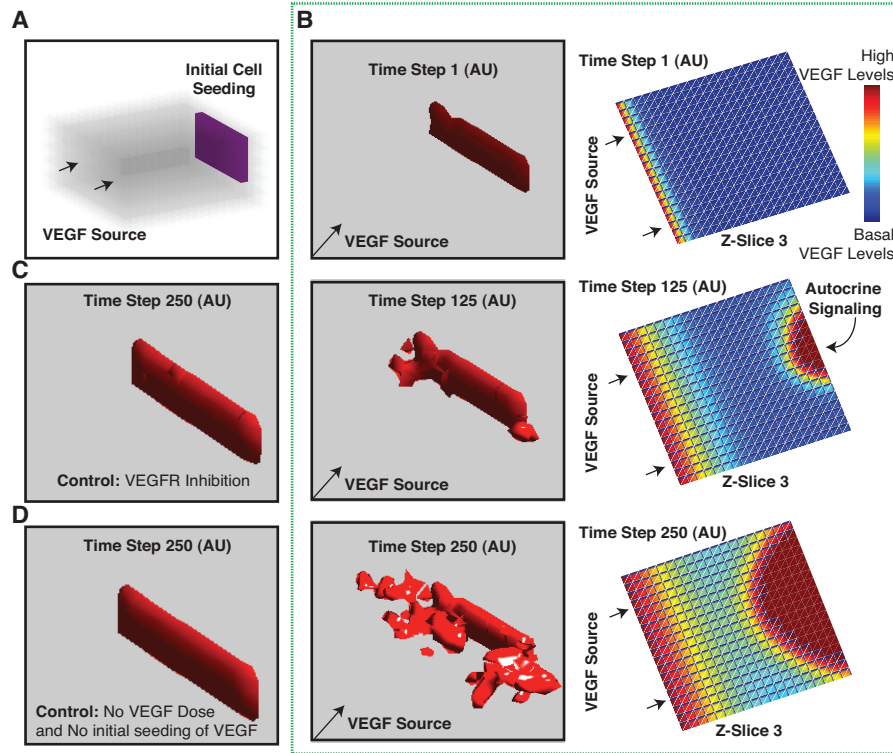 A
Initial Cell
Seeding
VEGF Source
B
Time Step 1 (AU)
VEGF Source
Time Step 1 (AU)
VEGF Source
Z-Slice 3
High
VEGF Levels
Basal
VEGF Levels
C
Time Step 250 (AU)
Control: VEGFR Inhibition
Time Step 125 (AU)
VEGF Source
Time Step 125 (AU)
Autocrine
Signaling
VEGF Source
Z-Slice 3
D
Time Step 250 (AU)
Control: No VEGF Dose
and No initial seeding of VEGF
Time Step 250 (AU)
VEGF Source
Time Step 250 (AU)
VEGF Source
Z-Slice 3